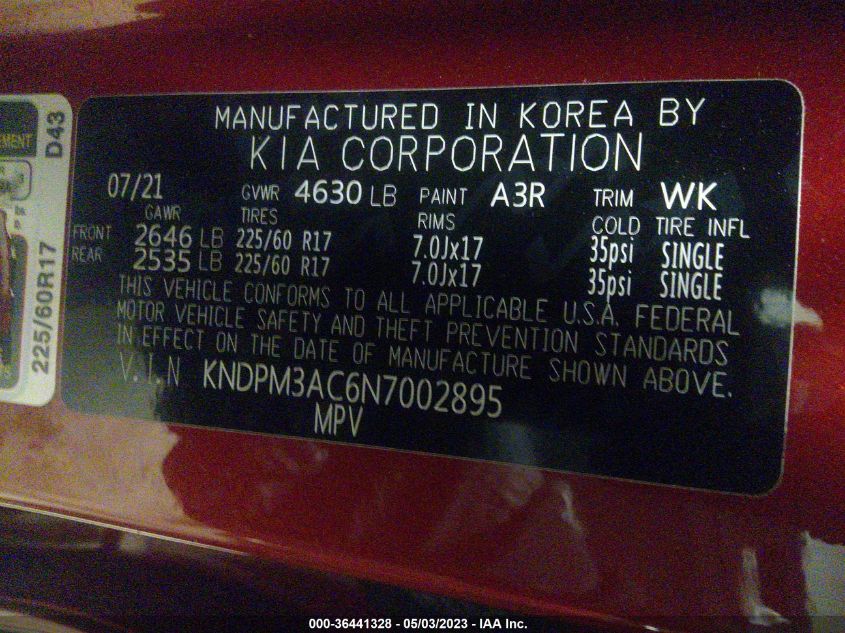 EMENT
D43
225/60R17
MANUFACTURED IN KOREA BY
KIA CORPORATION
07/21 GVWR 4630 LB PAINT A3R TRIM WK
GAWR TIRES RIMS COLD TIRE INFL
FRONT 2646 LB 225/60 R17 7.0Jx17 35psi SINGLE
REAR 2535 LB 225/60 R17 7.0Jx17 35psi SINGLE
THIS VEHICLE CONFORMS TO ALL APPLICABLE U.S.A. FEDERAL
MOTOR VEHICLE SAFETY AND THEFT PREVENTION STANDARDS
IN EFFECT ON THE DATE OF MANUFACTURE SHOWN ABOVE.
V.I.N KNDPM3AC6N7002895
MPV
000-36441328 - 05/03/2023 - IAA Inc.